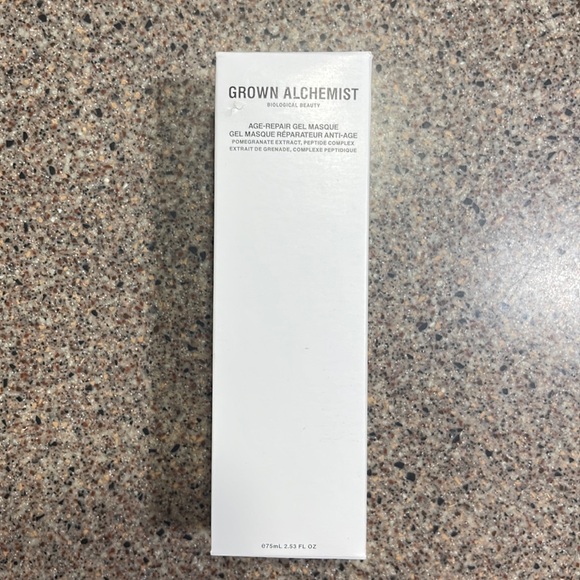 GROWN ALCHEMIST
BIOLOGICAL BEAUTY
AGE-REPAIR GEL MASQUE
GEL MASQUE RÉPARATEUR ANTI-AGE
POMEGRANATE EXTRACT, PEPTIDE COMPLEX
EXTRAIT DE GRENADE, COMPLEXE PEPTIDIQUE
℮75mL 2.53 FL OZ